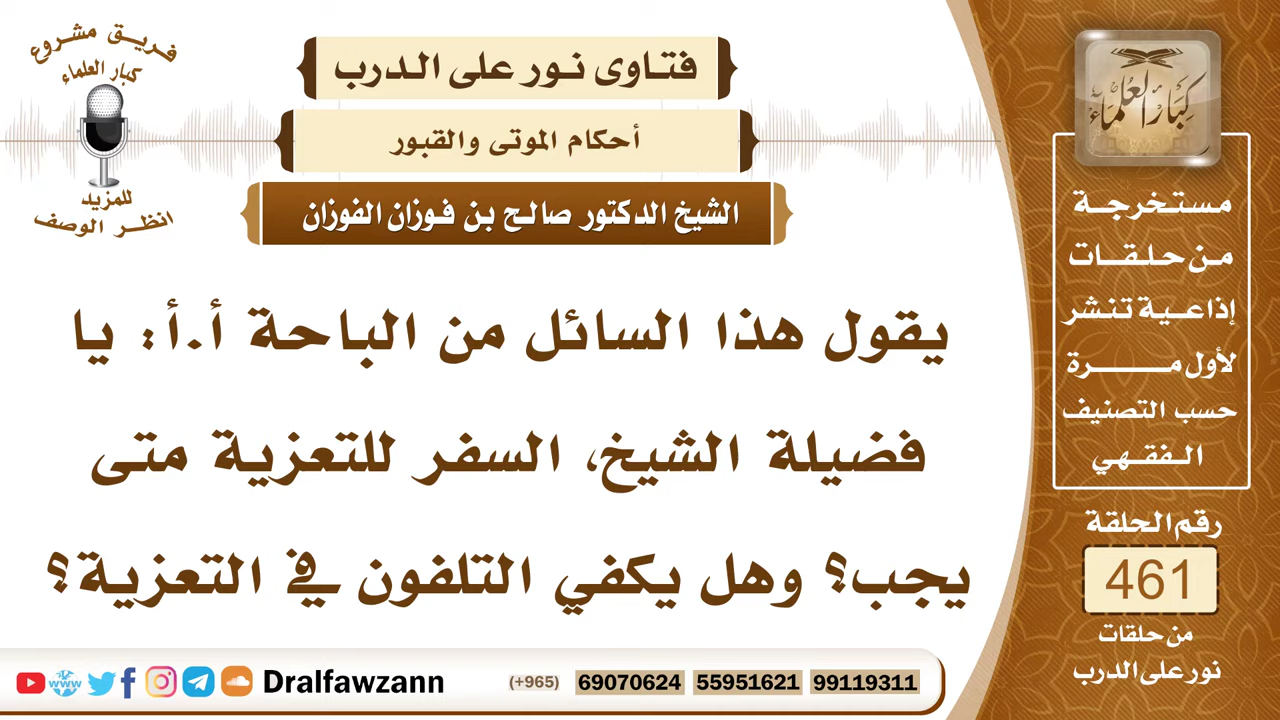 فريق مشروع
كبار العلماء
للمزيد
انظر الوصف
فتاوى نور على الدرب
أحكام الموتى والقبور
الشيخ الدكتور صالح بن فوزان الفوزان
يقول هذا السائل من الباحة أ.أ: يا
فضيلة الشيخ، السفر للتعزية متى
يجب؟ وهل يكفي التلفون في التعزية؟
كبار العلماء
مستخرجة
من حلقات
إذاعية تنشر
لأول مرة
حسب التصنيف
الفقهي
رقم الحلقة
461
من حلقات
نور على الدرب
www Dralfawzann (+965) 69070624 55951621 99119311